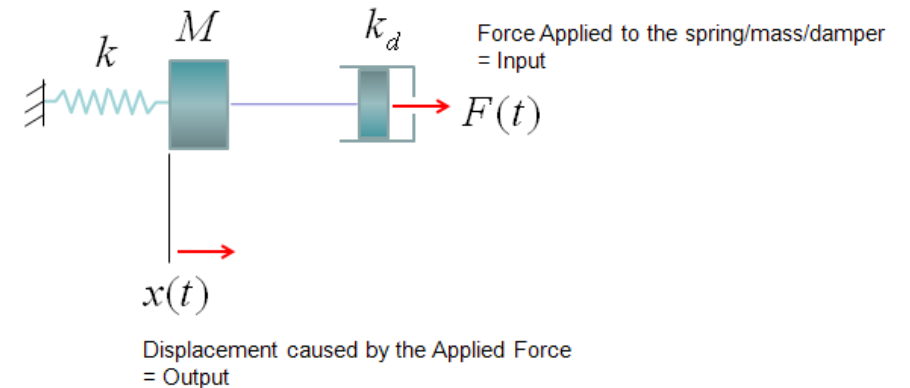 k
M
k_d
Force Applied to the spring/mass/damper
= Input
F(t)
x(t)
Displacement caused by the Applied Force
= Output